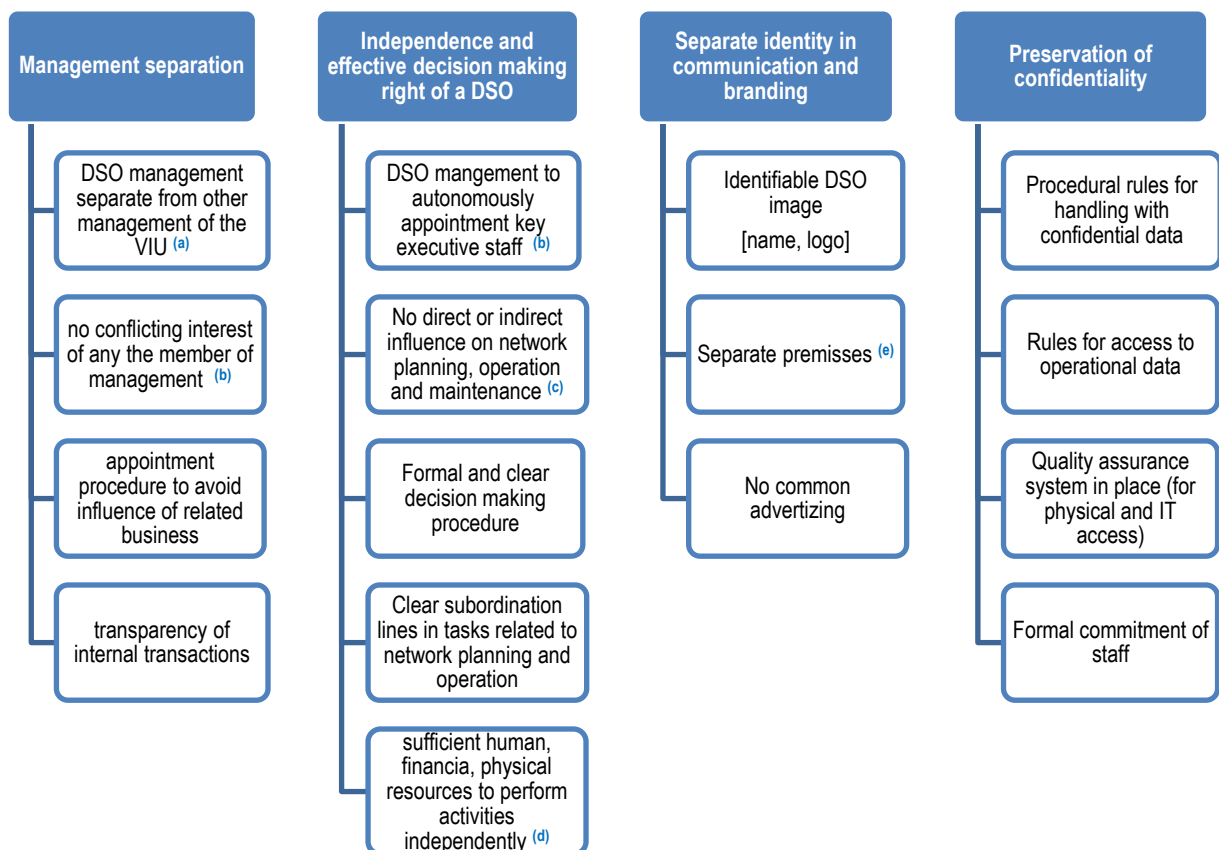 Management separation
DSO management
separate from other
management of the
VIU (a)
no conflicting interest
of any the member of
management (b)
appointment
procedure to avoid
influence of related
business
transparency of
internal transactions
Independence and
effective decision making
right of a DSO
DSO mangement to
autonomously
appointment key
executive staff (b)
No direct or indirect
influence on network
planning, operation
and maintenance (c)
Formal and clear
decision making
procedure
Clear subordination
lines in tasks related to
network planning and
operation
sufficient human,
financia, physical
resources to perform
activities
independently (d)
Separate identity in
communication and
branding
Identifiable DSO
image
[name, logo]
Separate premisses (e)
No common
advertizing
Preservation of
confidentiality
Procedural rules for
handling with
confidential data
Rules for access to
operational data
Quality assurance
system in place (for
physical and IT
access)
Formal commitment of
staff